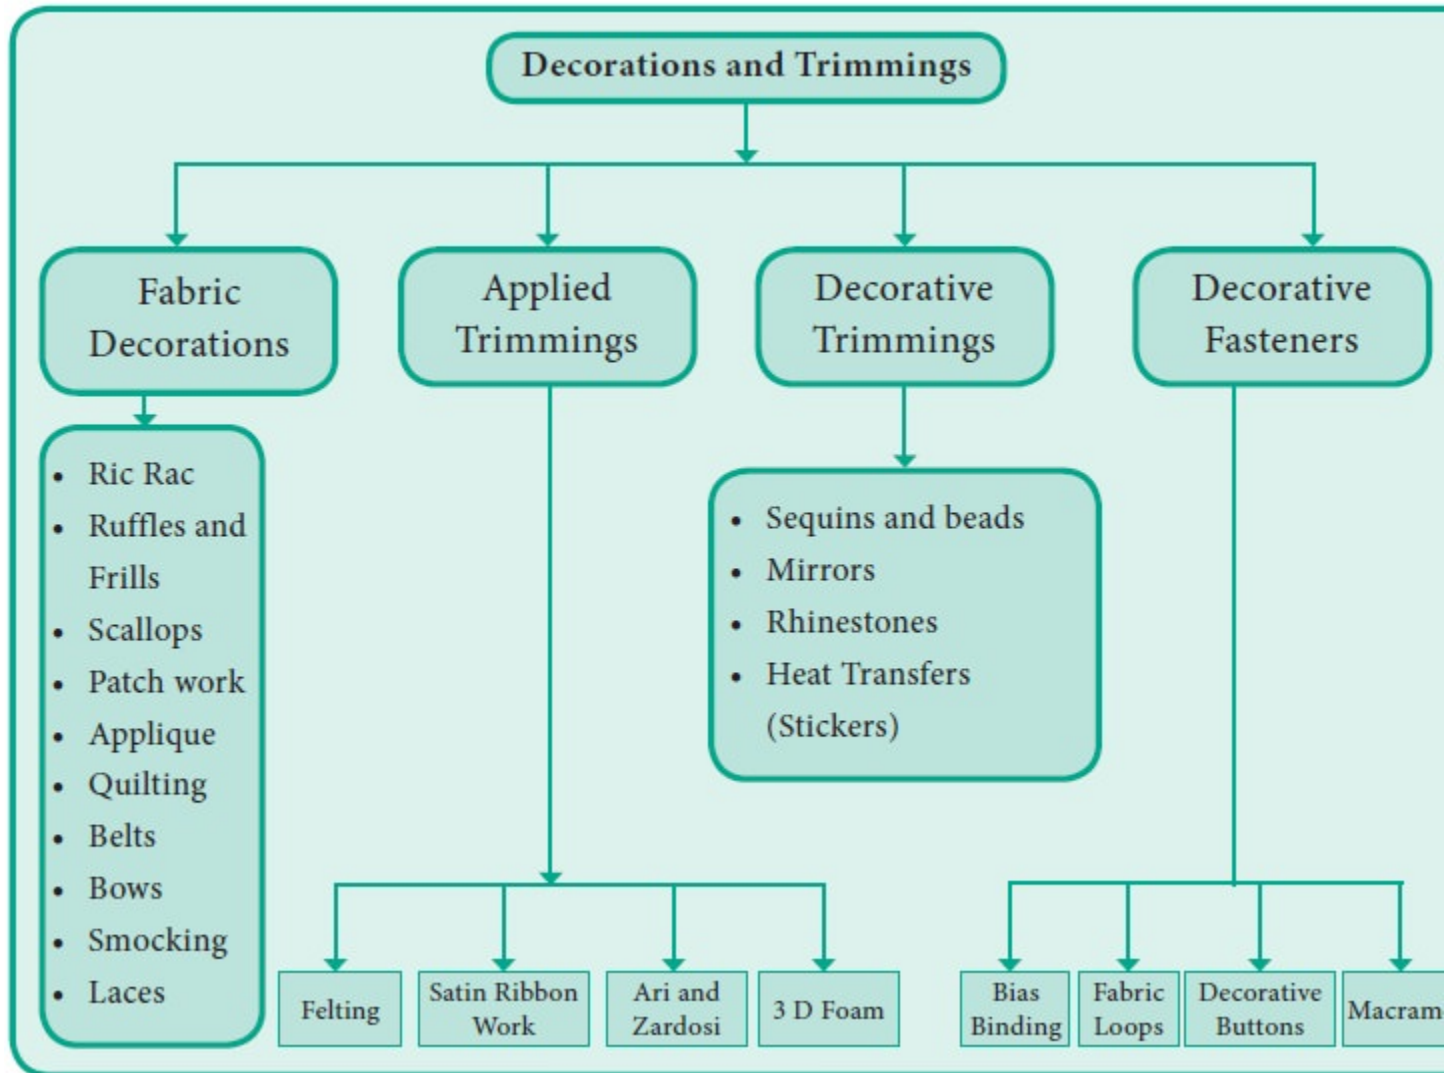 Decorations and Trimmings
Fabric
Decorations
Applied
Trimmings
Decorative
Trimmings
Decorative
Fasteners
• Ric Rac
• Ruffles and
Frills
• Scallops
• Patch work
• Applique
• Quilting
• Belts
• Bows
• Smocking
• Laces
• Sequins and beads
• Mirrors
• Rhinestones
• Heat Transfers
(Stickers)
Felting
Satin Ribbon
Work
Ari and
Zardosi
3 D Foam
Bias
Binding
Fabric
Loops
Decorative
Buttons
Macram